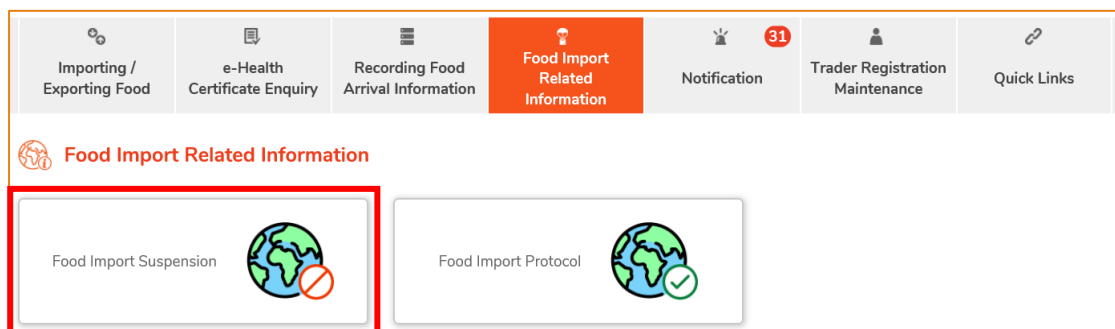 Importing /
Exporting Food
e-Health
Certificate Enquiry
Recording Food
Arrival Information
Food Import
Related
Information
31
Notification
Trader Registration
Maintenance
Quick Links
Food Import Related Information
Food Import Suspension
Food Import Protocol